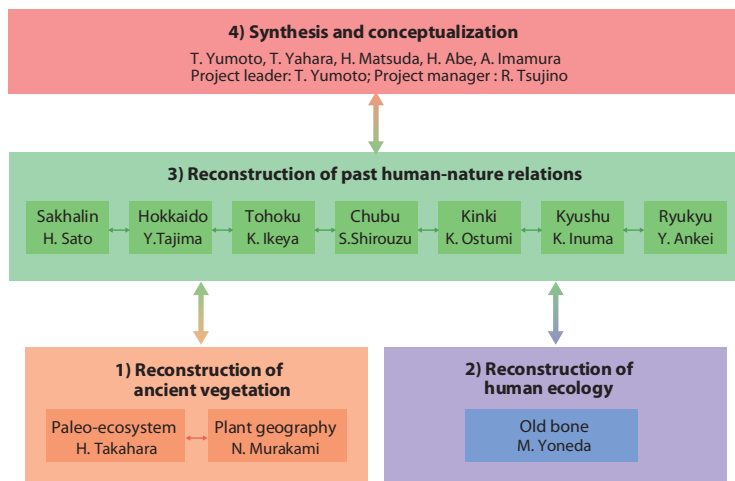 4) Synthesis and conceptualization
T. Yumoto, T. Yahara, H. Matsuda, H. Abe, A. Imamura
Project leader: T. Yumoto; Project manager : R. Tsujino
3) Reconstruction of past human-nature relations
Sakhalin
H. Sato
Hokkaido
Y.Tajima
Tohoku
K. Ikeya
Chubu
S.Shirouzu
Kinki
K. Ostumi
Kyushu
K. Inuma
Ryukyu
Y. Ankei
1) Reconstruction of
ancient vegetation
Paleo-ecosystem
H. Takahara
Plant geography
N. Murakami
2) Reconstruction of
human ecology
Old bone
M. Yoneda